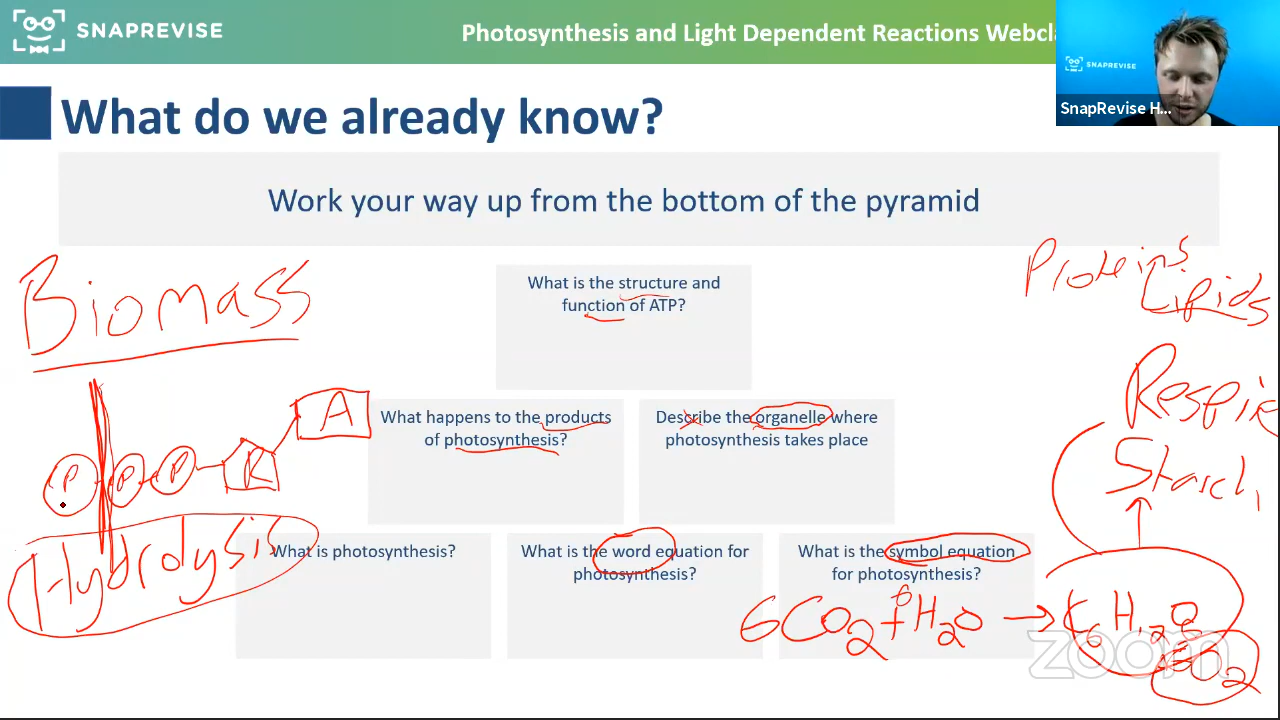 SNAPREVISE
Photosynthesis and Light Dependent Reactions Webcla
SNAPREVISE
SnapRevise H...
What do we already know?
Work your way up from the bottom of the pyramid
Biomass
Proteins
Lipids
What is the structure and
function of ATP?
Respire
Starch
P P P R A
What happens to the products
of photosynthesis?
Describe the organelle where
photosynthesis takes place
Hydrolysis
What is photosynthesis?
What is the word equation for
photosynthesis?
What is the symbol equation
for photosynthesis?
6CO2 + 6H2O → C6H12O6
O2
zoom